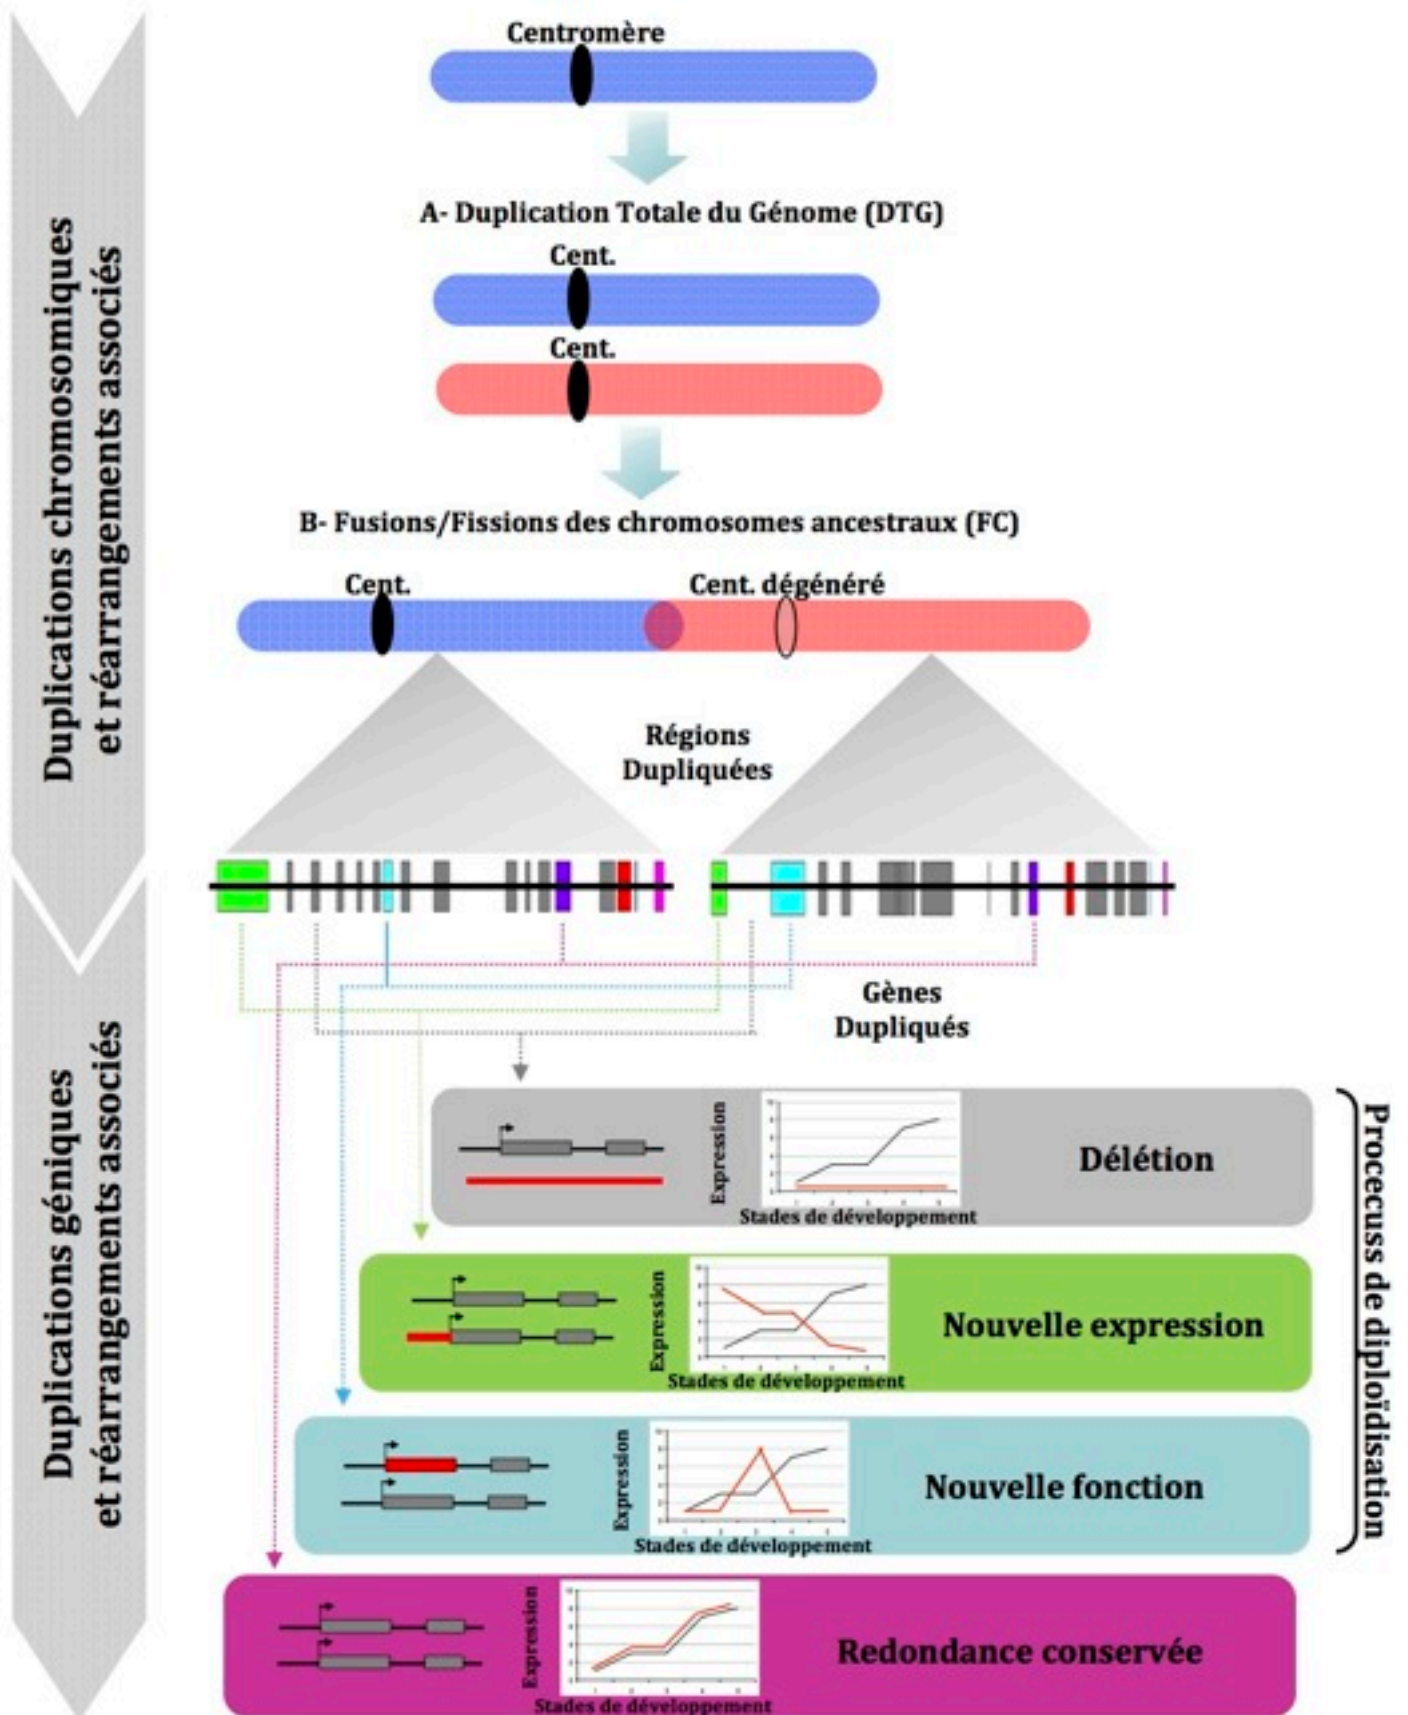 Centromère
A- Duplication Totale du Génome (DTG)
Cent.
Cent.
B- Fusions/Fissions des chromosomes ancestraux (FC)
Cent.
Cent. dégénéré
Régions
Dupliquées
Duplications chromosomiques
et réarrangements associés
Gènes
Dupliqués
Duplications géniques
et réarrangements associés
Expression
Stades de développement
Délétion
Expression
Stades de développement
Nouvelle expression
Expression
Stades de développement
Nouvelle fonction
Procecuss de diploïdisation
Expression
Stades de développement
Redondance conservée